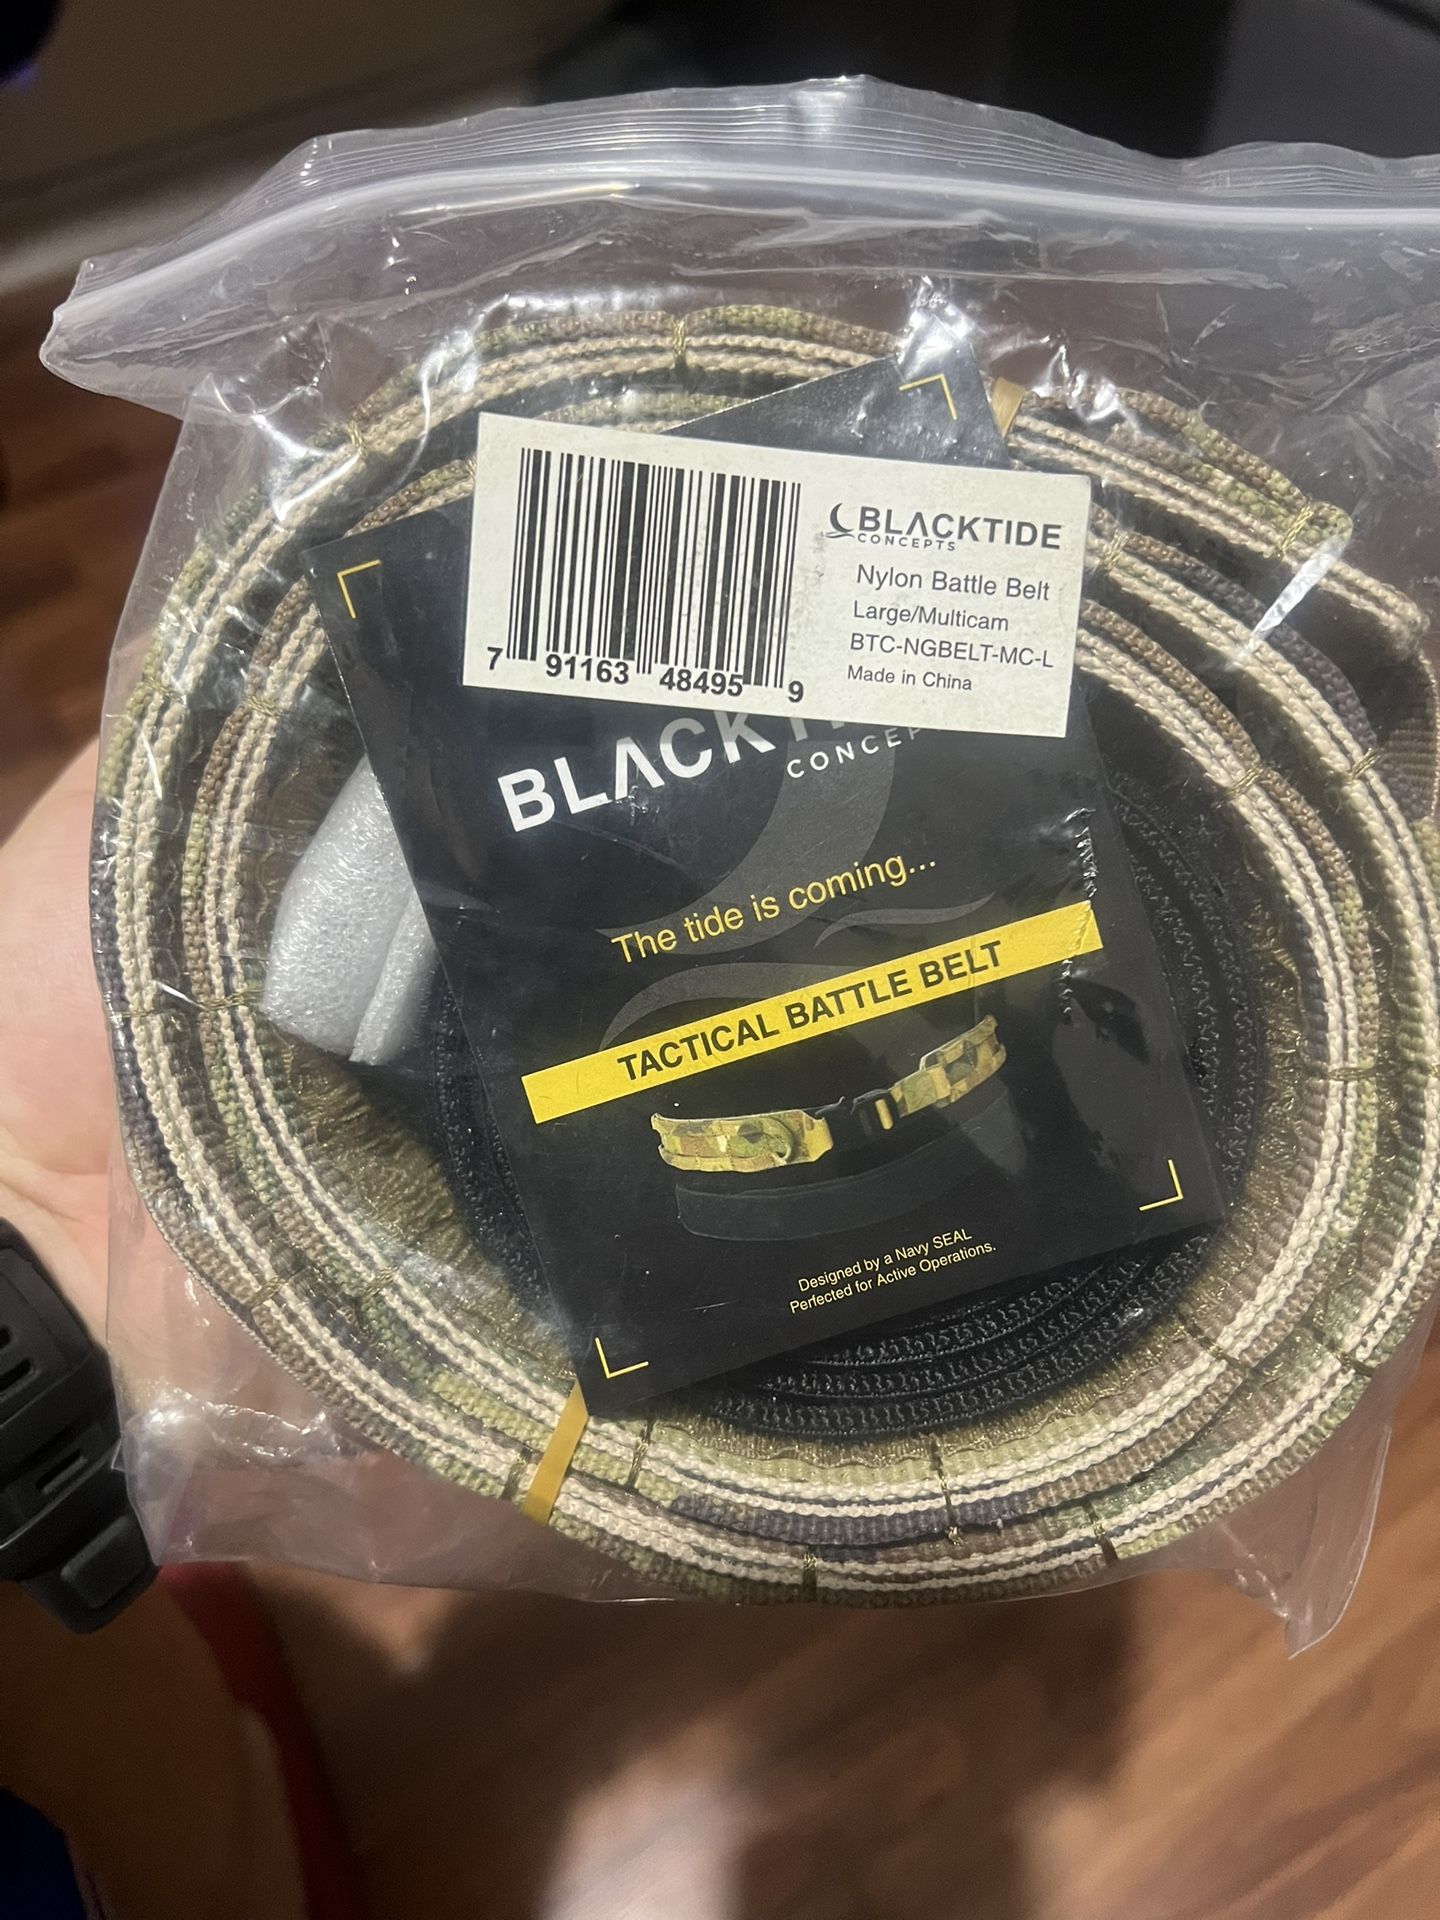 BLACKTIDE
CONCEPTS
Nylon Battle Belt
Large/Multicam
BTC-NGBELT-MC-L
Made in China
7 91163 48495 9
The tide is coming...
TACTICAL BATTLE BELT
Designed by a Navy SEAL
Perfected for Active Operations.